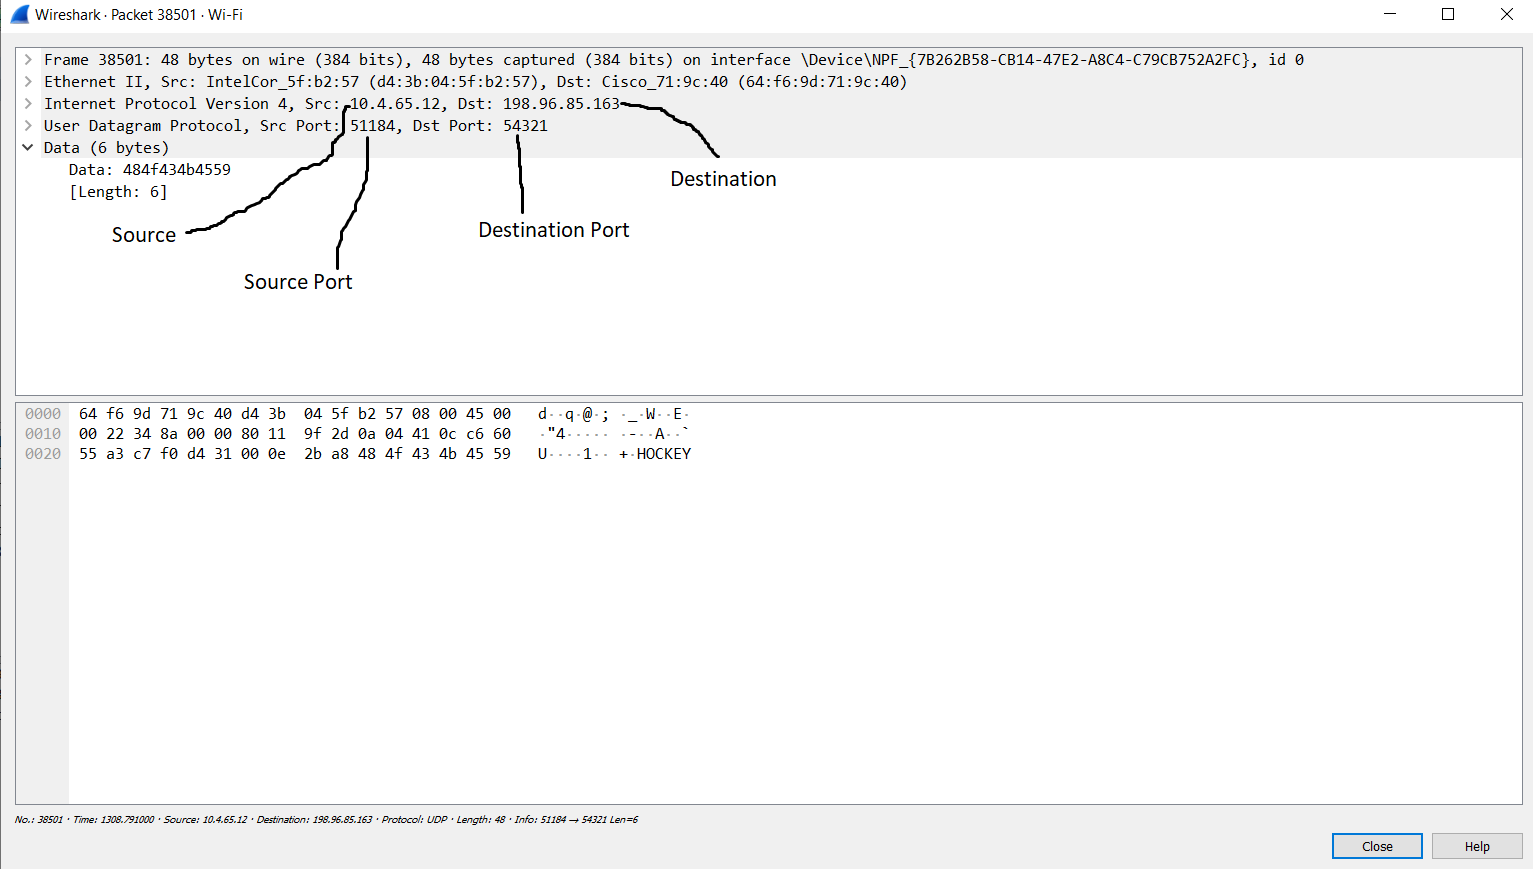 Wireshark · Packet 38501 · Wi-Fi
Frame 38501: 48 bytes on wire (384 bits), 48 bytes captured (384 bits) on interface \Device\NPF_{7B262B58-CB14-47E2-A8C4-C79CB752A2FC}, id 0
Ethernet II, Src: IntelCor_5f:b2:57 (d4:3b:04:5f:b2:57), Dst: Cisco_71:9c:40 (64:f6:9d:71:9c:40)
Internet Protocol Version 4, Src: 10.4.65.12, Dst: 198.96.85.163
User Datagram Protocol, Src Port: 51184, Dst Port: 54321
Data (6 bytes)
Data: 484f434b4559
[Length: 6]
Destination
Destination Port
Source
Source Port
0000 64 f6 9d 71 9c 40 d4 3b 04 5f b2 57 08 00 45 00 d··q·@·; ·_·W··E·
0010 00 22 34 8a 00 00 80 11 9f 2d 0a 04 41 0c c6 60 ·"4····· ·-··A··`
0020 55 a3 c7 f0 d4 31 00 0e 2b a8 48 4f 43 4b 45 59 U····1·· +·HOCKEY
No.: 38501 · Time: 1308.791000 · Source: 10.4.65.12 · Destination: 198.96.85.163 · Protocol: UDP · Length: 48 · Info: 51184 → 54321 Len=6
Close Help